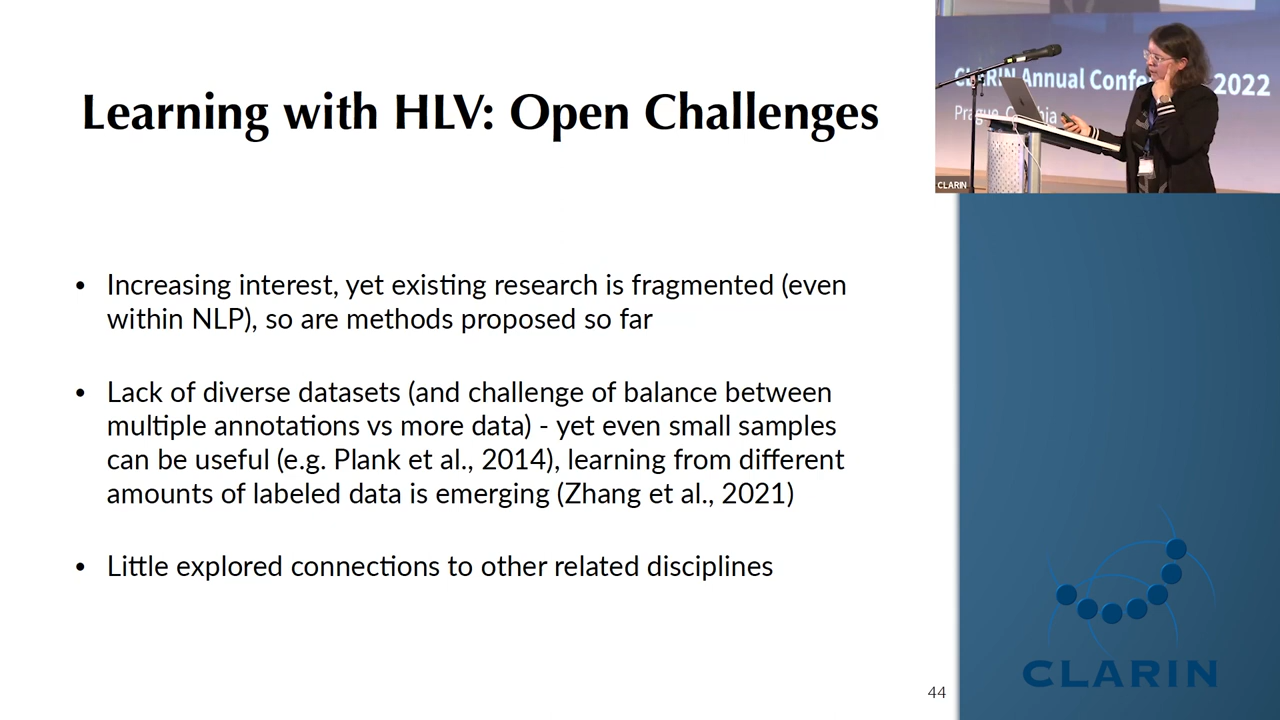 Learning with HLV: Open Challenges
• Increasing interest, yet existing research is fragmented (even
within NLP), so are methods proposed so far
• Lack of diverse datasets (and challenge of balance between
multiple annotations vs more data) - yet even small samples
can be useful (e.g. Plank et al., 2014), learning from different
amounts of labeled data is emerging (Zhang et al., 2021)
• Little explored connections to other related disciplines
44
Annual 2022
CLARIN
CLARIN